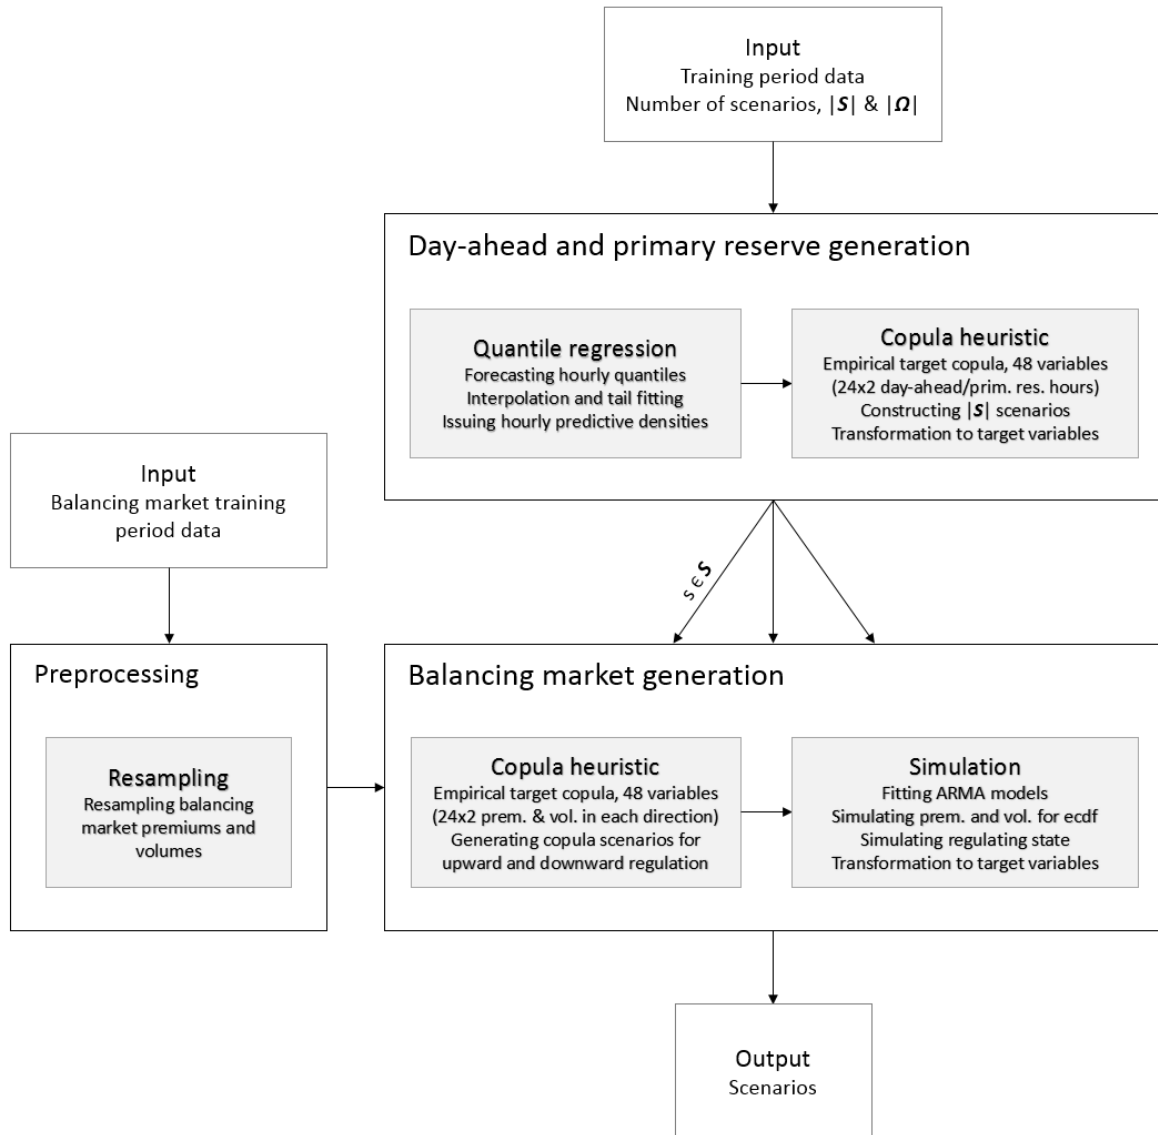 Input
Training period data
Number of scenarios, |S| & |Ω|
Day-ahead and primary reserve generation
Quantile regression
Forecasting hourly quantiles
Interpolation and tail fitting
Issuing hourly predictive densities
Copula heuristic
Empirical target copula, 48 variables
(24x2 day-ahead/prim. res. hours)
Constructing |S| scenarios
Transformation to target variables
Input
Balancing market training
period data
s ϵ S
Preprocessing
Resampling
Resampling balancing
market premiums and
volumes
Balancing market generation
Copula heuristic
Empirical target copula, 48 variables
(24x2 prem. & vol. in each direction)
Generating copula scenarios for
upward and downward regulation
Simulation
Fitting ARMA models
Simulating prem. and vol. for ecdf
Simulating regulating state
Transformation to target variables
Output
Scenarios